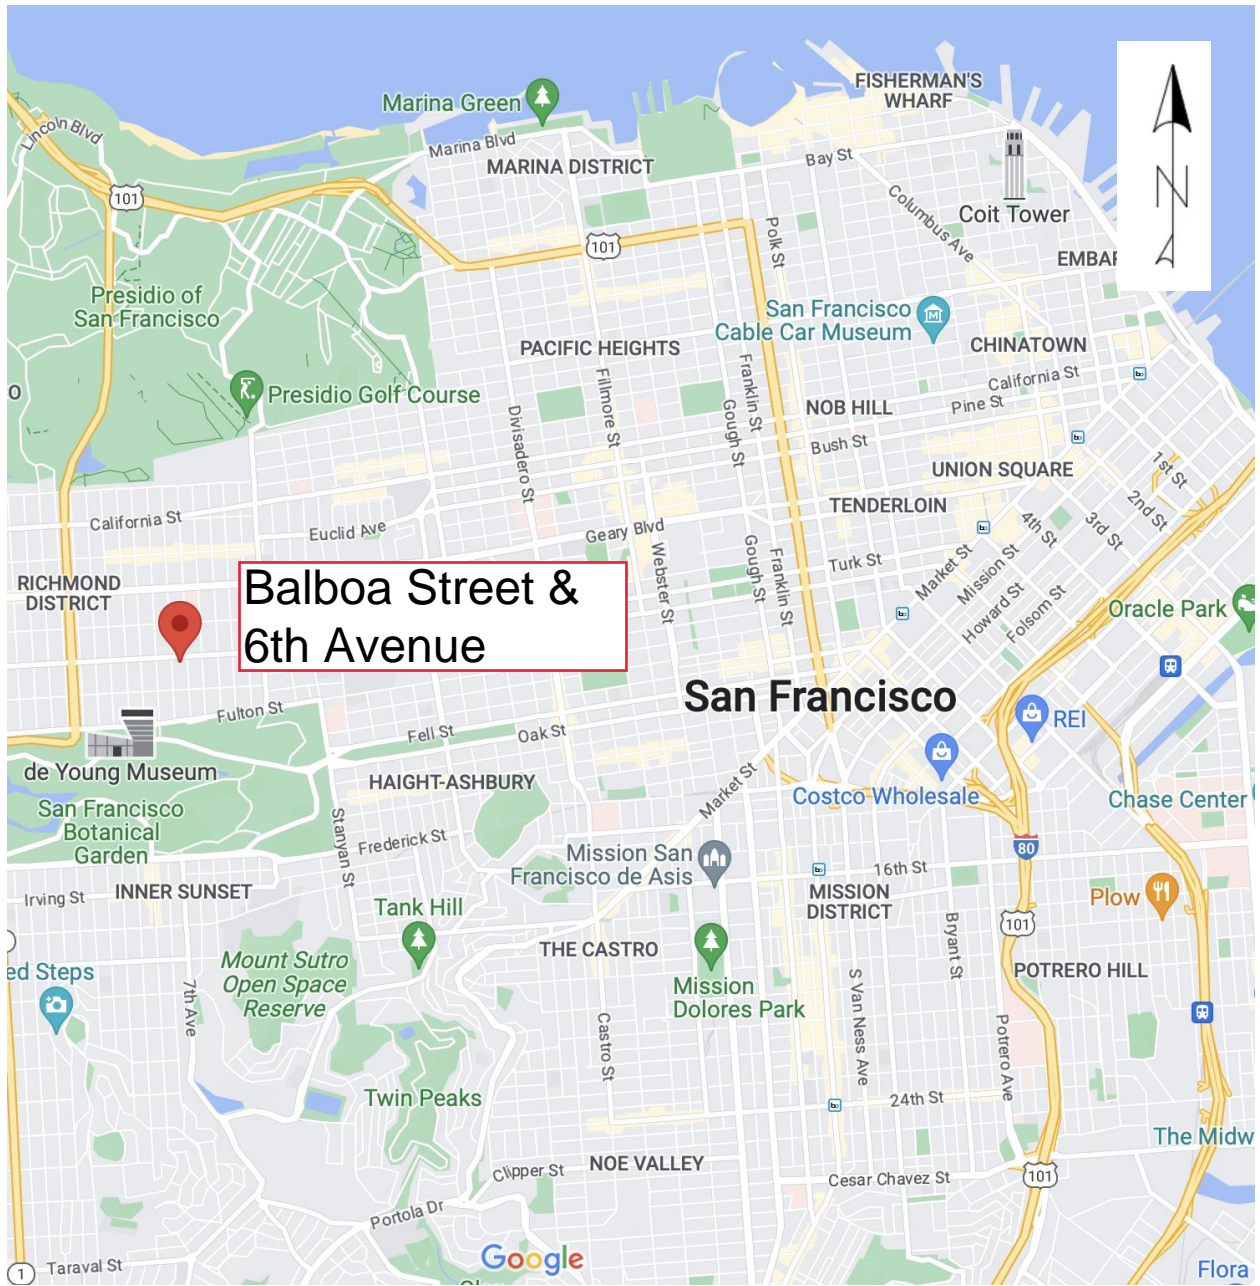 FISHERMAN'S
WHARF
Marina Green
Lincoln Blvd
Marina Blvd
MARINA DISTRICT
Bay St
Columbus Ave
Coit Tower
N
101
101
Polk St
EMBAR
Presidio of
San Francisco
San Francisco
Cable Car Museum
PACIFIC HEIGHTS
CHINATOWN
Presidio Golf Course
O
Divisadero St
Fillmore St
Franklin St
Gough St
California St
Pine St
NOB HILL
Bush St
UNION SQUARE
1st St
2nd St
3rd St
4th St
TENDERLOIN
California St
Euclid Ave
Geary Blvd
Webster St
Gough St
Franklin St
Turk St
Market St
Mission St
Howard St
Folsom St
RICHMOND
DISTRICT
Balboa Street &
6th Avenue
Oracle Park
San Francisco
Fulton St
Fell St
Oak St
REI
de Young Museum
HAIGHT-ASHBURY
Market St
Costco Wholesale
Chase Center
San Francisco
Botanical
Garden
Stanyan St
Frederick St
Mission San
Francisco de Asis
16th St
80
Irving St
INNER SUNSET
MISSION
DISTRICT
Plow
Tank Hill
101
Bryant St
THE CASTRO
Mount Sutro
Open Space
Reserve
ed Steps
7th Ave
Mission
Dolores Park
S Van Ness Ave
POTRERO HILL
Castro St
Potrero Ave
Twin Peaks
24th St
The Midw
Clipper St
NOE VALLEY
Cesar Chavez St
101
Portola Dr
Google
1
Taraval St
Flora